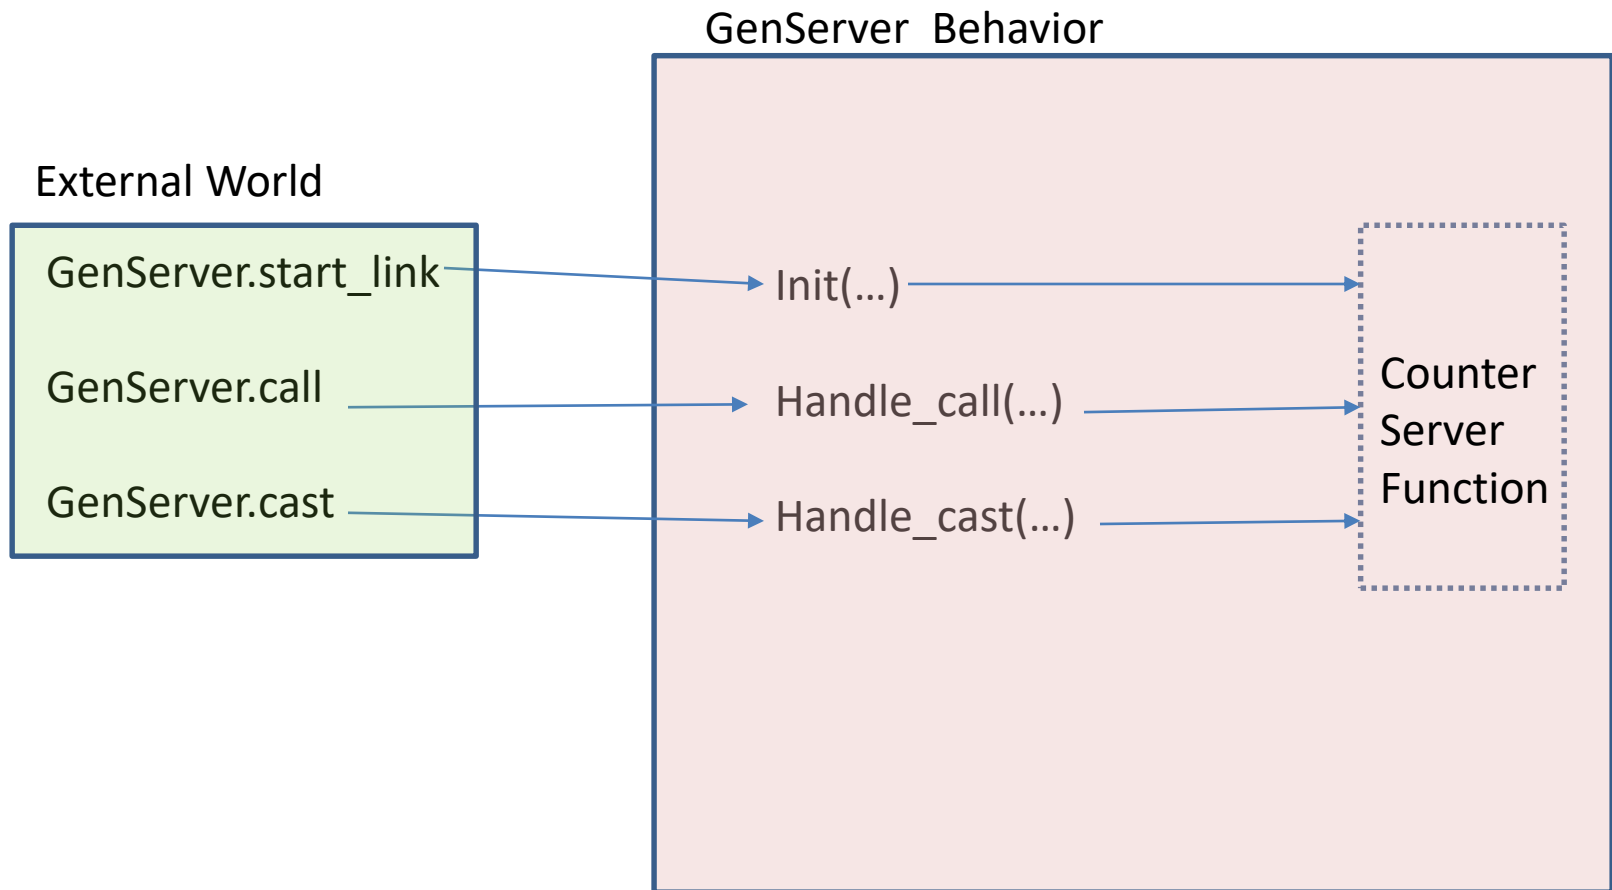 GenServer Behavior
External World
GenServer.start_link
GenServer.call
GenServer.cast
Init(...)
Handle_call(...)
Handle_cast(...)
Counter
Server
Function